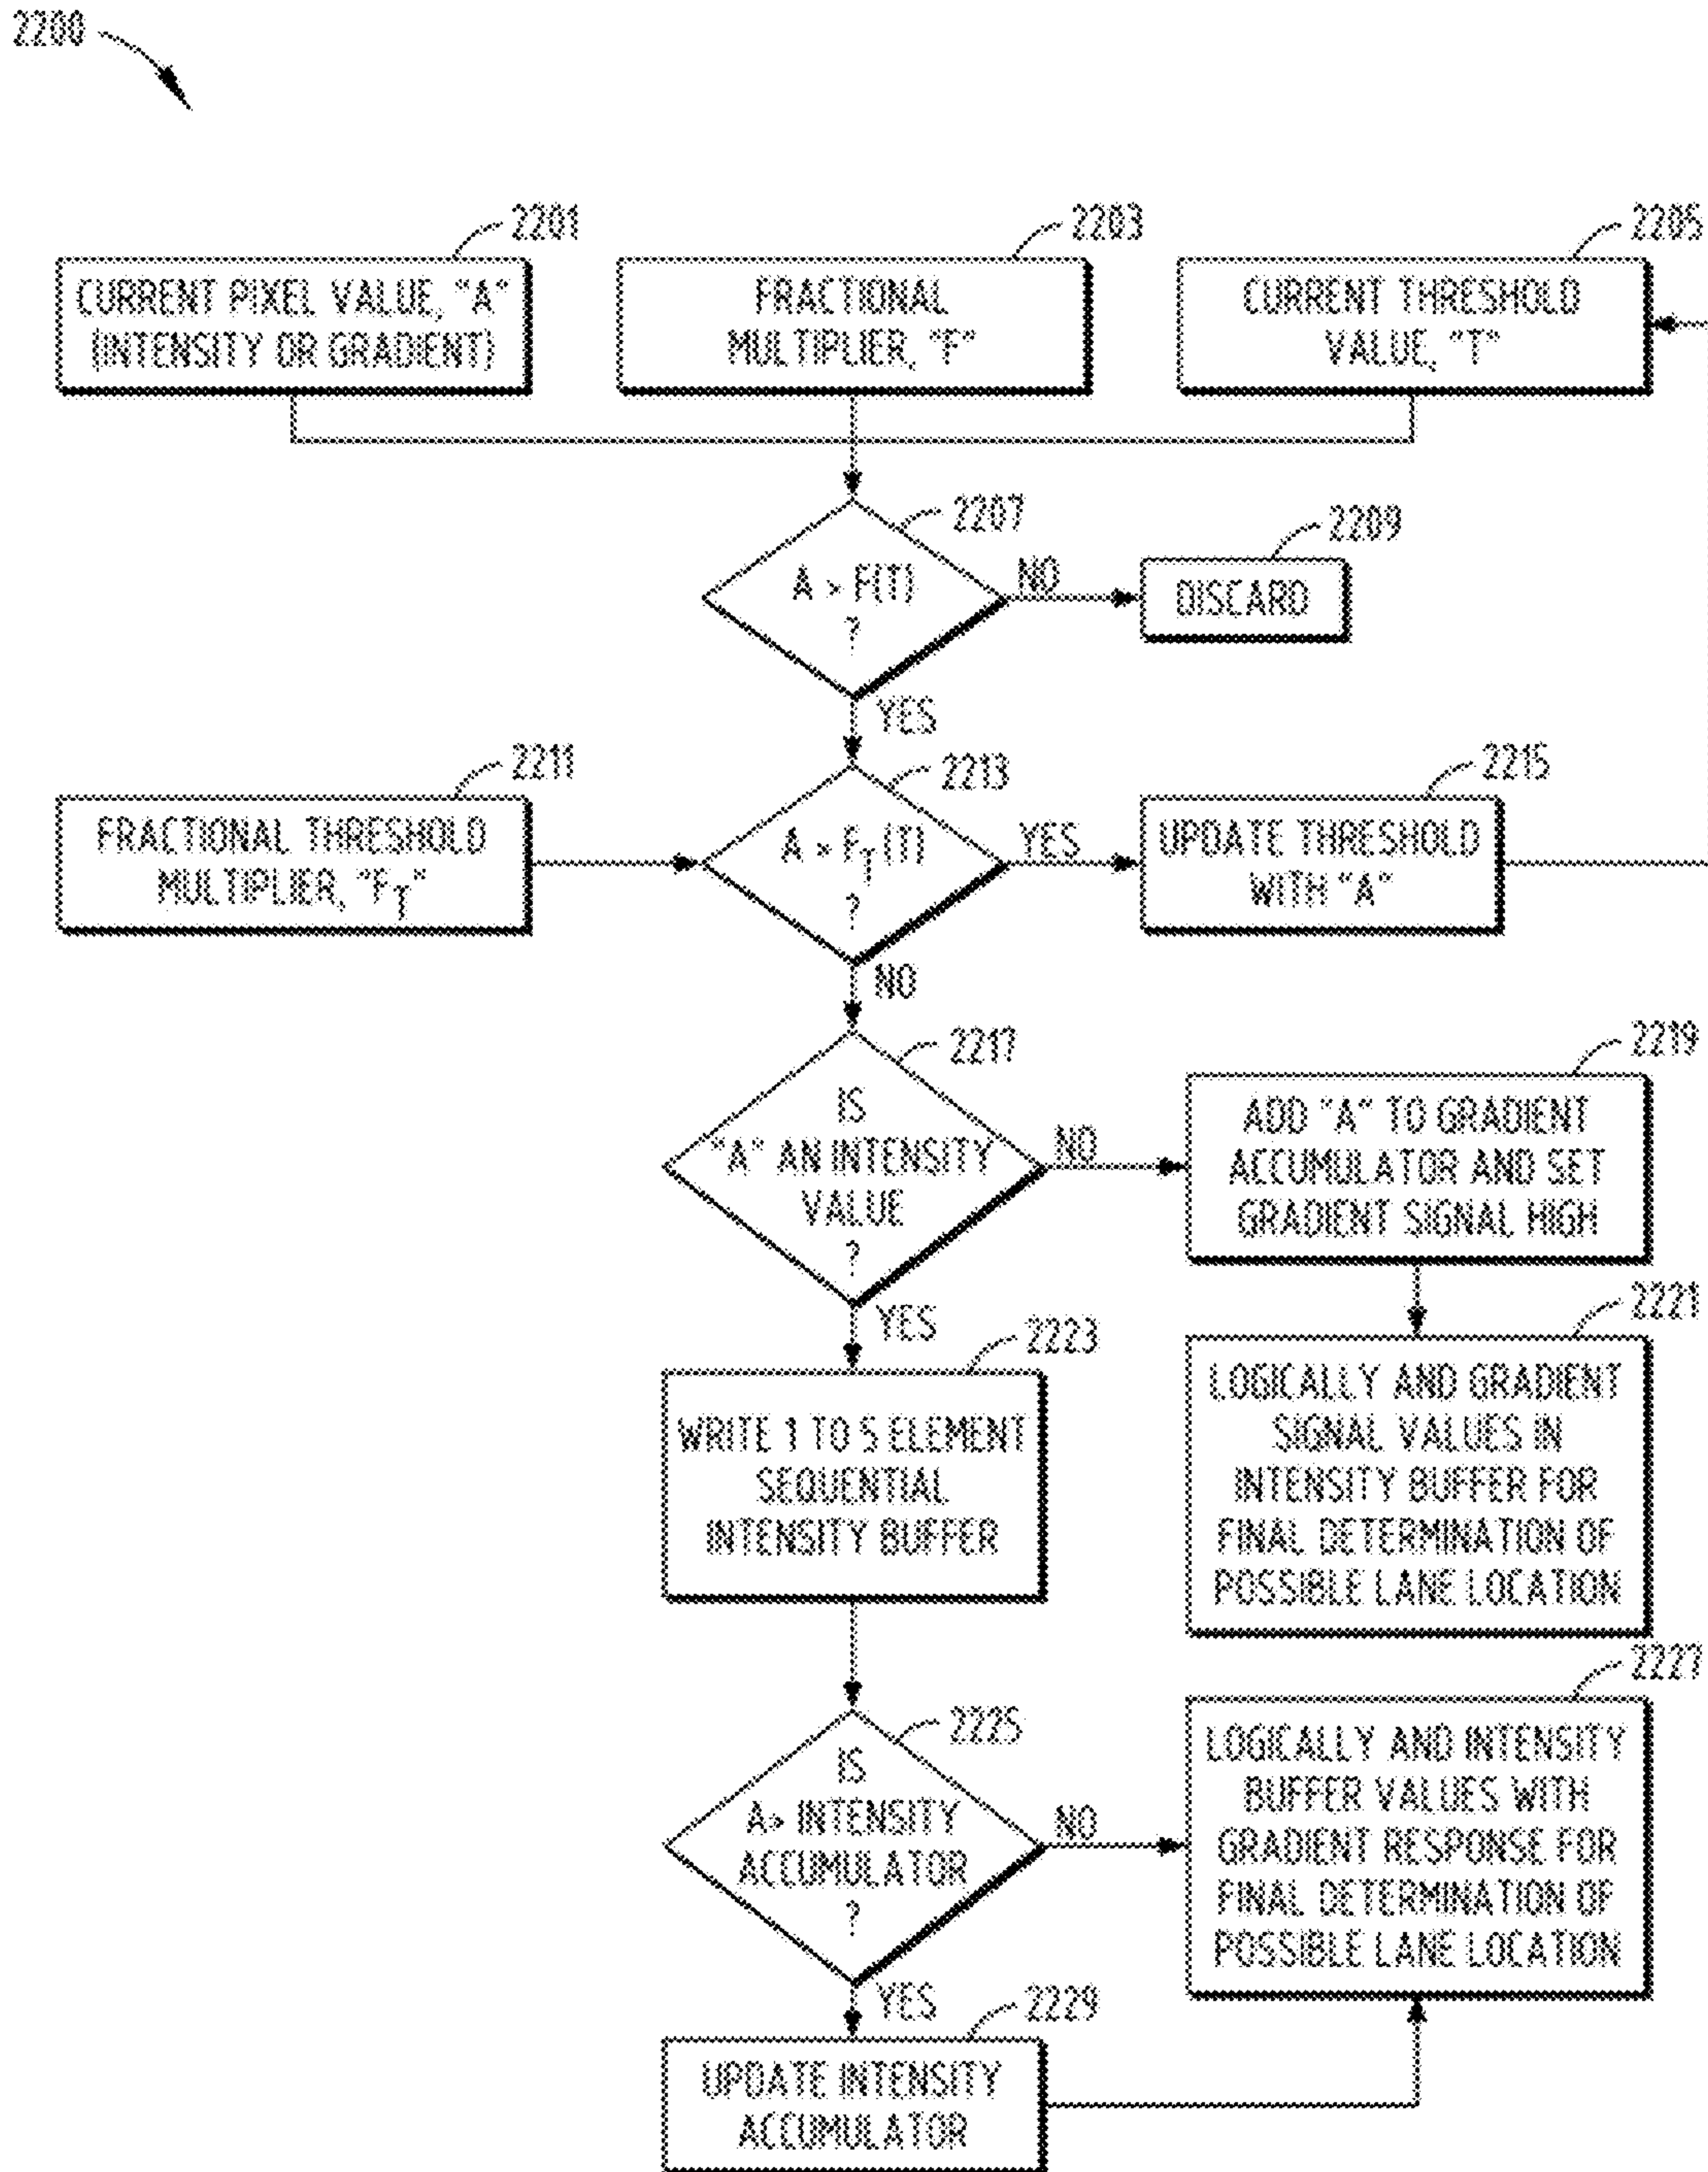 2200
2201
CURRENT PIXEL VALUE, "A"
(INTENSITY OR GRADIENT)
2203
FRACTIONAL
MULTIPLIER, "F"
2205
CURRENT THRESHOLD
VALUE, "T"
2207
A > F(T)
?
NO
2209
DISCARD
YES
2211
FRACTIONAL THRESHOLD
MULTIPLIER, "FT"
2213
A > FT(T)
?
YES
2215
UPDATE THRESHOLD
WITH "A"
NO
2217
IS
"A" AN INTENSITY
VALUE
?
NO
2219
ADD "A" TO GRADIENT
ACCUMULATOR AND SET
GRADIENT SIGNAL HIGH
2221
LOGICALLY AND GRADIENT
SIGNAL VALUES IN
INTENSITY BUFFER FOR
FINAL DETERMINATION OF
POSSIBLE LANE LOCATION
YES
2223
WRITE 1 TO 5 ELEMENT
SEQUENTIAL
INTENSITY BUFFER
2225
IS
A> INTENSITY
ACCUMULATOR
?
NO
2227
LOGICALLY AND INTENSITY
BUFFER VALUES WITH
GRADIENT RESPONSE FOR
FINAL DETERMINATION OF
POSSIBLE LANE LOCATION
YES
2229
UPDATE INTENSITY
ACCUMULATOR